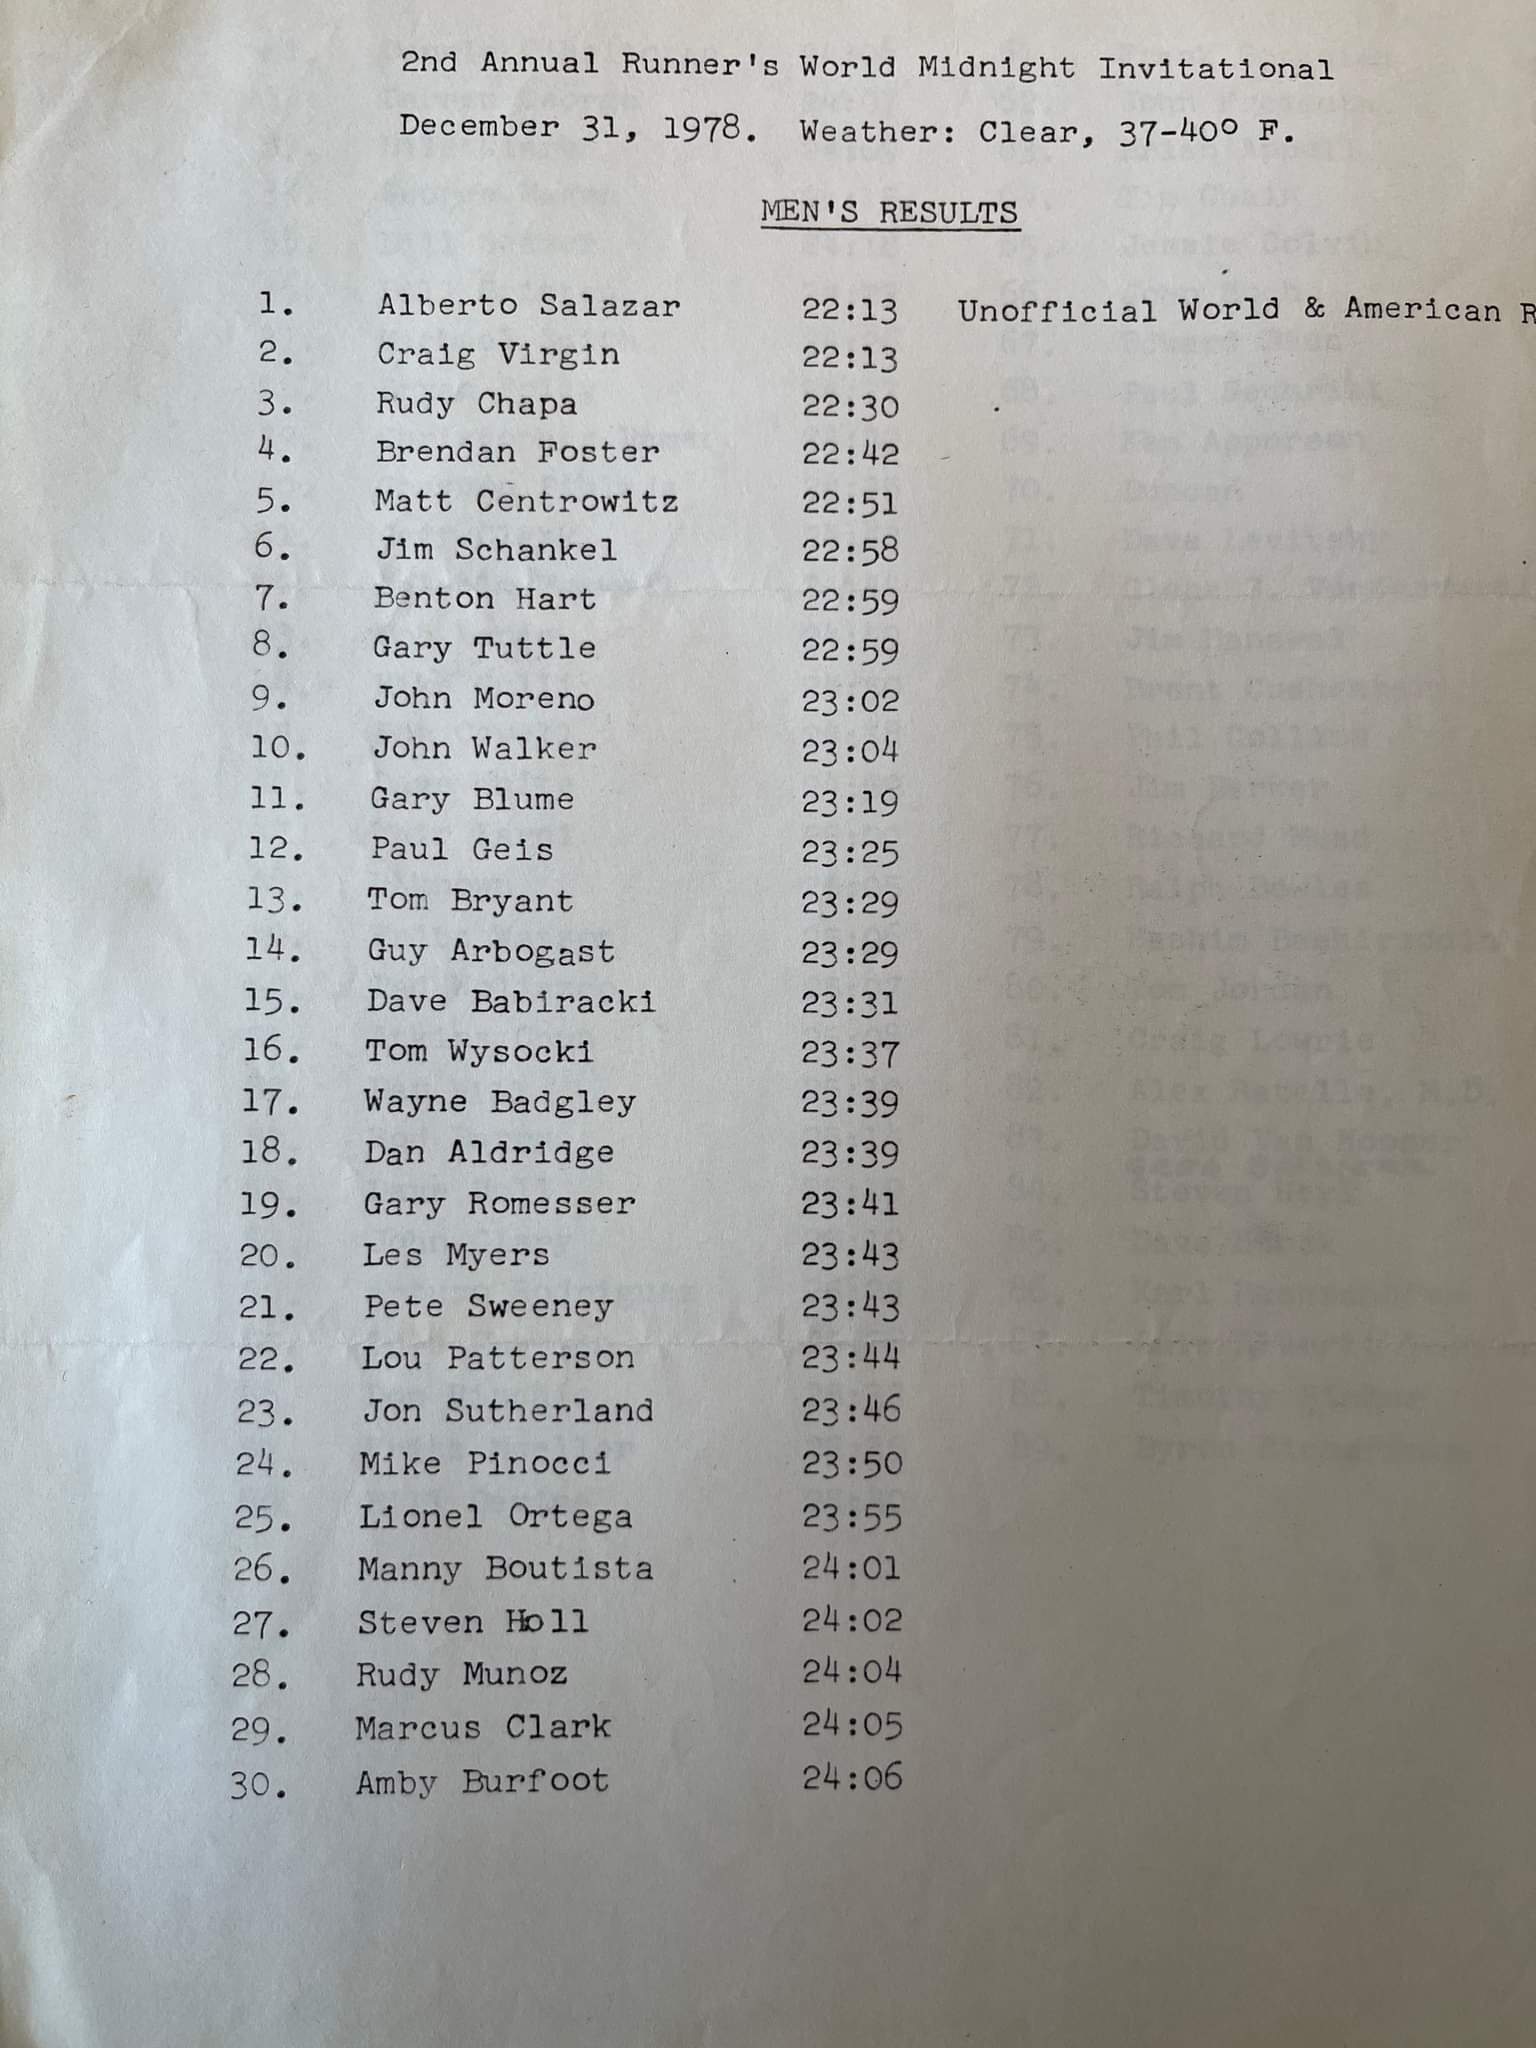 2nd Annual Runner's World Midnight Invitational
December 31, 1978. Weather: Clear, 37-40° F.
MEN'S RESULTS
1. Alberto Salazar 22:13 Unofficial World & American R
2. Craig Virgin 22:13
3. Rudy Chapa 22:30
4. Brendan Foster 22:42
5. Matt Centrowitz 22:51
6. Jim Schankel 22:58
7. Benton Hart 22:59
8. Gary Tuttle 22:59
9. John Moreno 23:02
10. John Walker 23:04
11. Gary Blume 23:19
12. Paul Geis 23:25
13. Tom Bryant 23:29
14. Guy Arbogast 23:29
15. Dave Babiracki 23:31
16. Tom Wysocki 23:37
17. Wayne Badgley 23:39
18. Dan Aldridge 23:39
19. Gary Romesser 23:41
20. Les Myers 23:43
21. Pete Sweeney 23:43
22. Lou Patterson 23:44
23. Jon Sutherland 23:46
24. Mike Pinocci 23:50
25. Lionel Ortega 23:55
26. Manny Boutista 24:01
27. Steven Holl 24:02
28. Rudy Munoz 24:04
29. Marcus Clark 24:05
30. Amby Burfoot 24:06